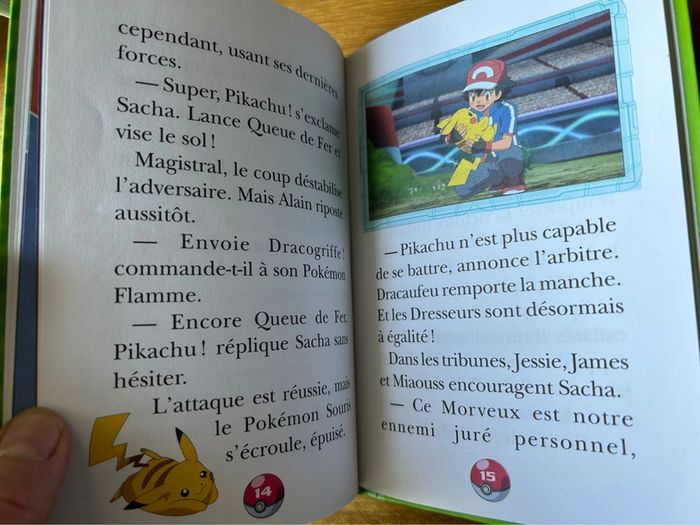 cependant, usant ses dernières
forces.
— Super, Pikachu ! s'exclame
Sacha. Lance Queue de Fer et
vise le sol !
Magistral, le coup déstabilise
l'adversaire. Mais Alain riposte
aussitôt.
— Envoie Dracogriffe !
commande-t-il à son Pokémon
Flamme.
— Encore Queue de Fer,
Pikachu ! réplique Sacha sans
hésiter.
L'attaque est réussie, mais
le Pokémon Souris
s'écroule, épuisé.
14
— Pikachu n'est plus capable
de se battre, annonce l'arbitre.
Dracaufeu remporte la manche.
Et les Dresseurs sont désormais
à égalité !
Dans les tribunes, Jessie, James
et Miaouss encouragent Sacha.
— Ce Morveux est notre
ennemi juré personnel,
15